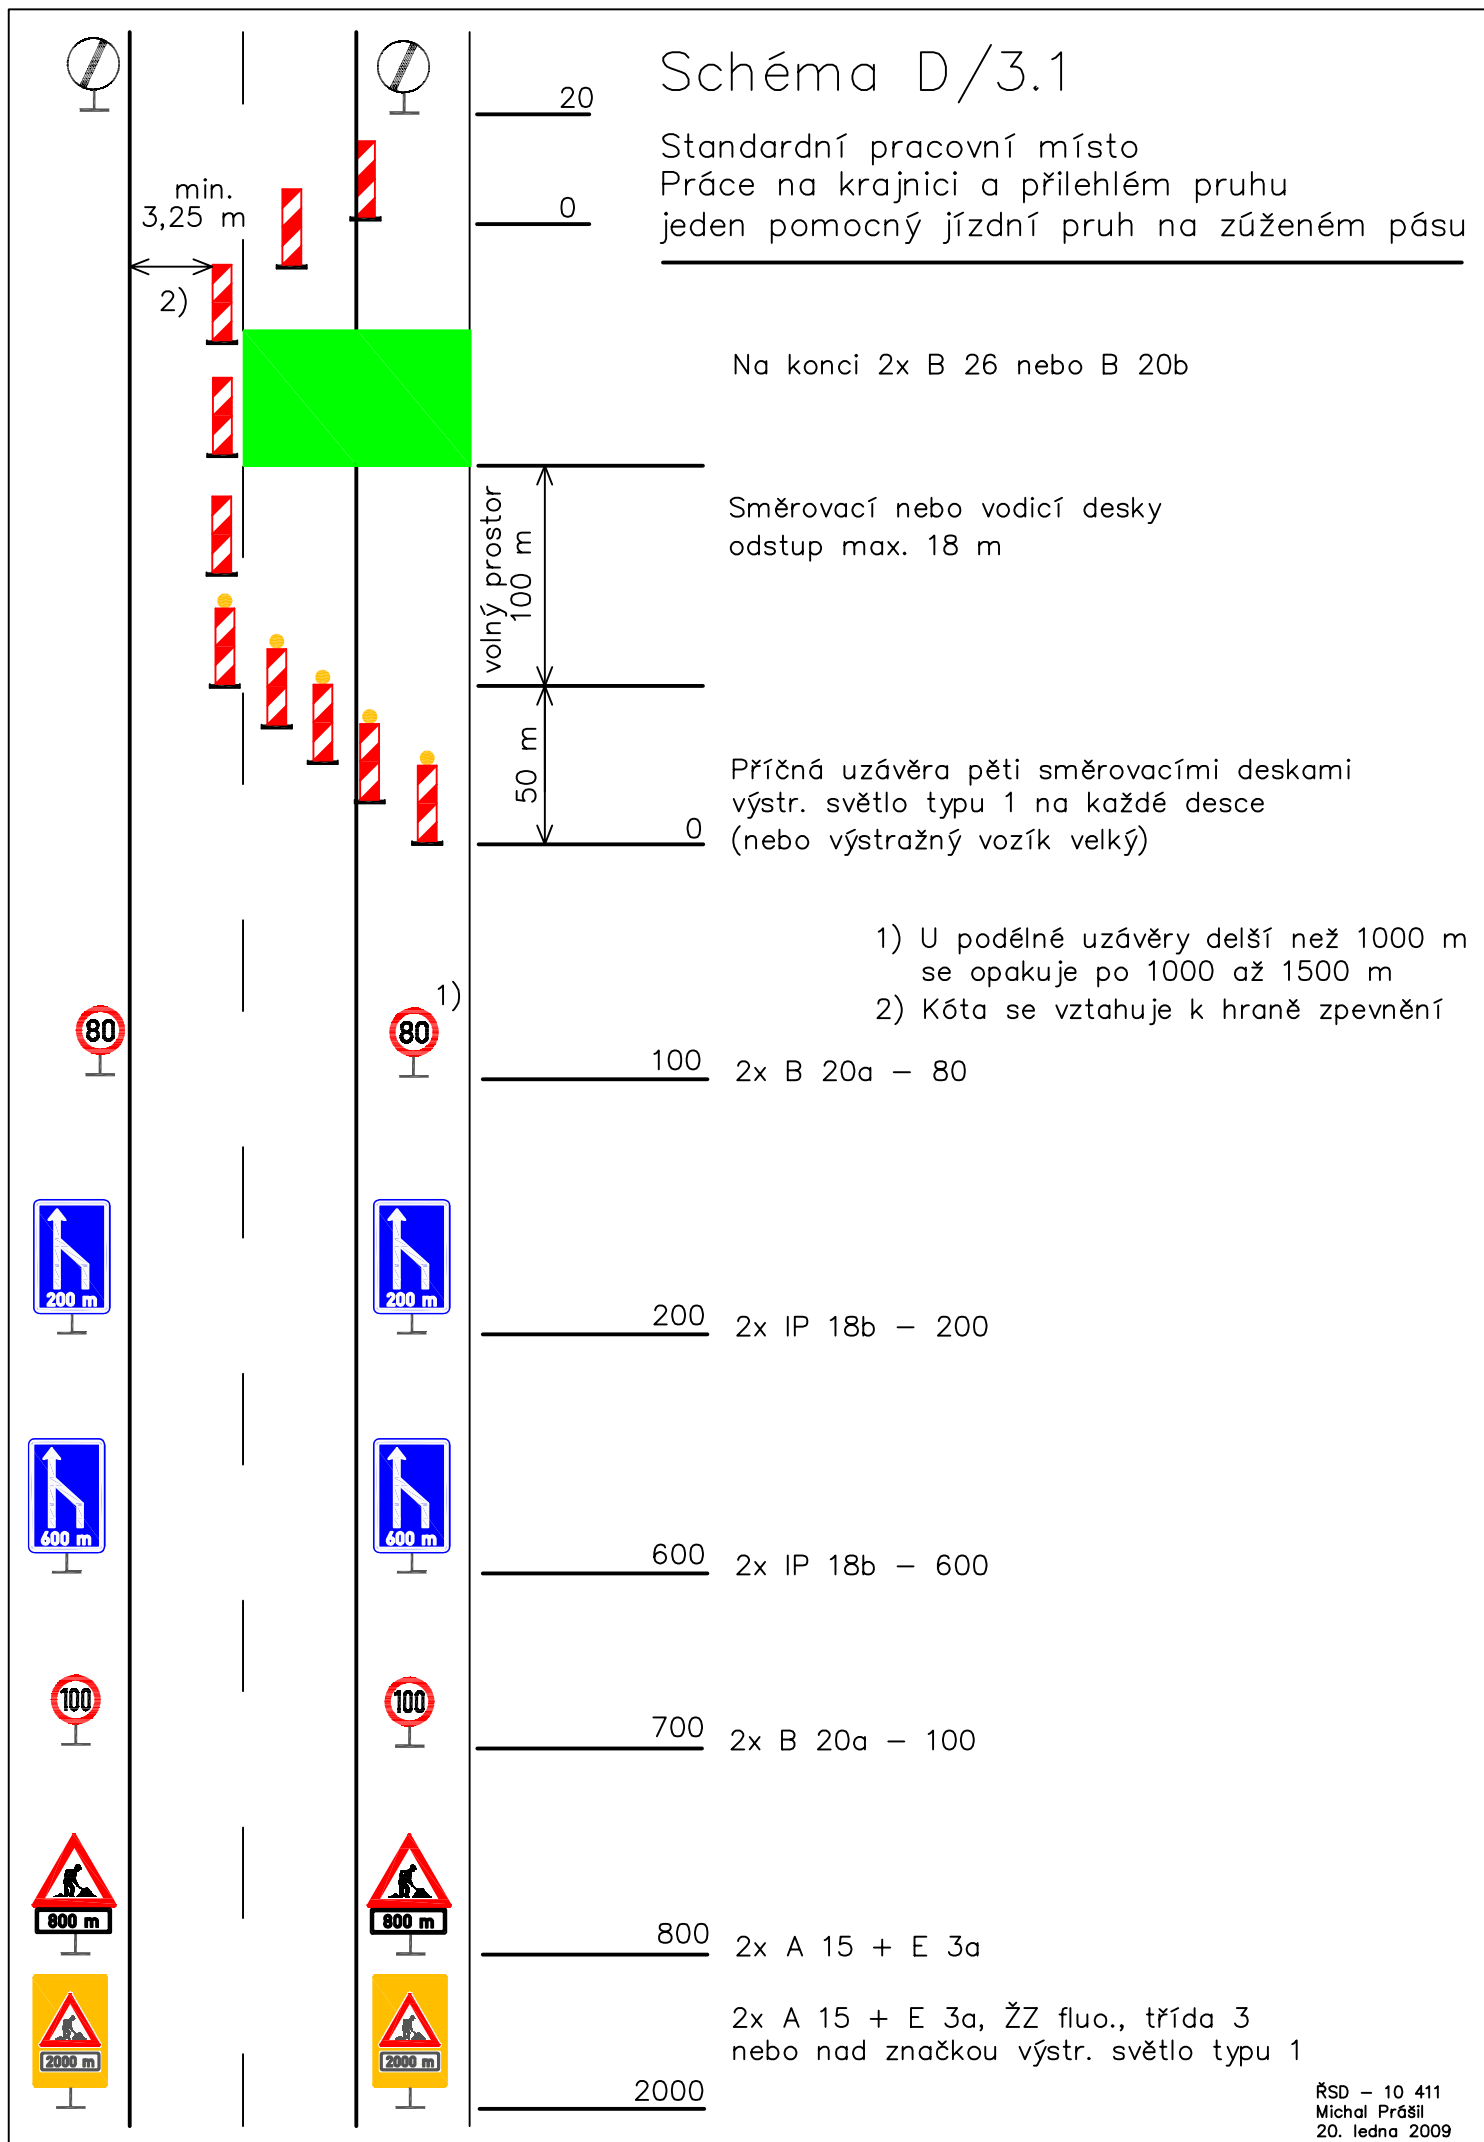 Schéma D/3.1
20
Standardní pracovní místo
Práce na krajnici a přilehlém pruhu
jeden pomocný jízdní pruh na zúženém pásu
min.
3,25 m
0
2)
Na konci 2x B 26 nebo B 20b
volný prostor
100 m
Směrovací nebo vodicí desky
odstup max. 18 m
50 m
0
Příčná uzávěra pěti směrovacími deskami
výstr. světlo typu 1 na každé desce
(nebo výstražný vozík velký)
1) U podélné uzávěry delší než 1000 m
se opakuje po 1000 až 1500 m
2) Kóta se vztahuje k hraně zpevnění
1)
80
80
100
2x B 20a – 80
200 m
200 m
200
2x IP 18b – 200
600 m
600 m
600
2x IP 18b – 600
100
100
700
2x B 20a – 100
800 m
800 m
800
2x A 15 + E 3a
2000 m
2000 m
2x A 15 + E 3a, ŽZ fluo., třída 3
nebo nad značkou výstr. světlo typu 1
2000
ŘSD – 10 411
Michal Prášil
20. ledna 2009